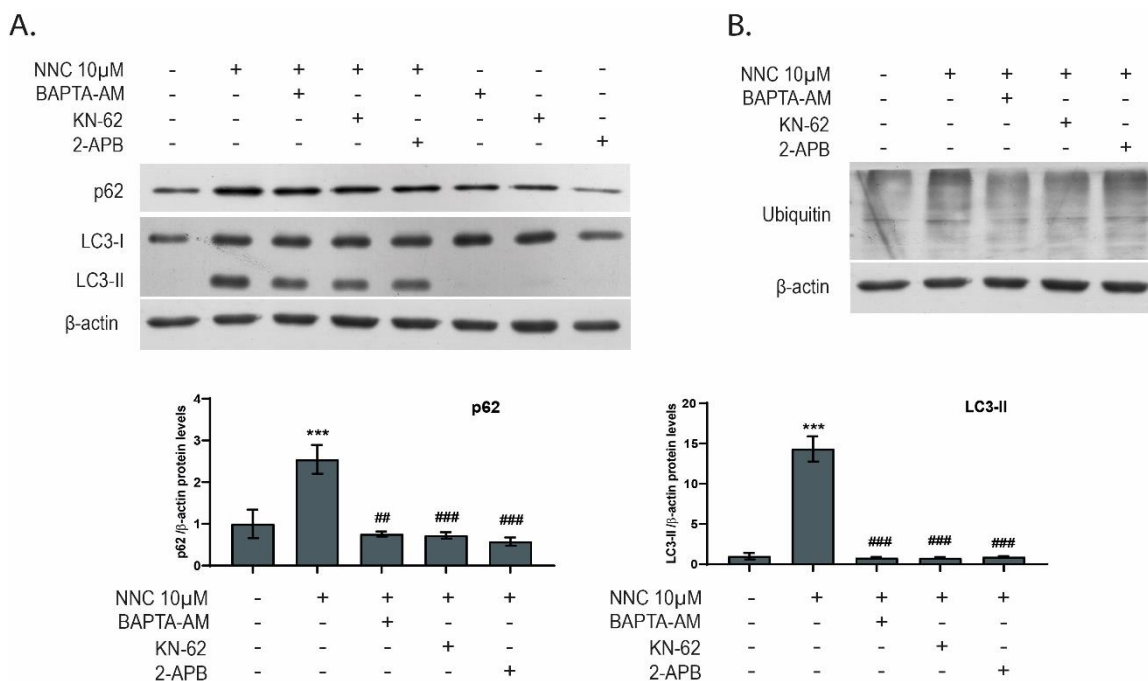 A.
NNC 10µM - + + + + - - -
BAPTA-AM - - + - - + - -
KN-62 - - - + - - + -
2-APB - - - - + - - +
p62
LC3-I
LC3-II
β-actin
B.
NNC 10µM - + + + +
BAPTA-AM - - + - -
KN-62 - - - + -
2-APB - - - - +
Ubiquitin
β-actin
p62
p62 /β-actin protein levels
4
3
2
1
0
***
##
###
###
NNC 10µM - + + + +
BAPTA-AM - - + - -
KN-62 - - - + -
2-APB - - - - +
LC3-II
LC3-II /β-actin protein levels
20
15
10
5
0
***
###
###
###
NNC 10µM - + + + +
BAPTA-AM - - + - -
KN-62 - - - + -
2-APB - - - - +